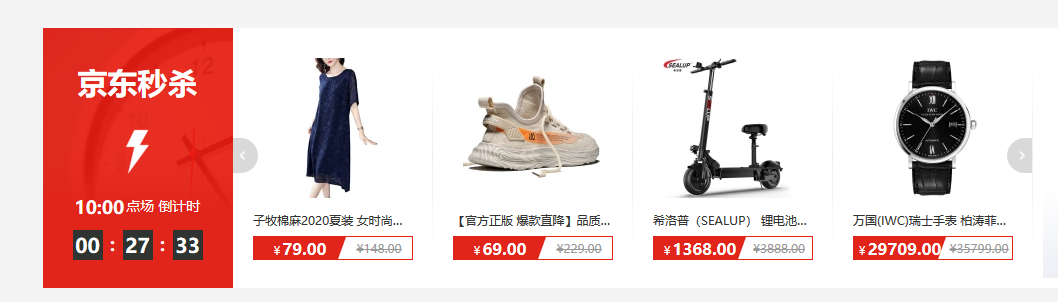 京东秒杀
10:00 点场 倒计时
00 : 27 : 33
12
SEALUP
IWC
子牧棉麻2020夏装 女时尚...
【官方正版 爆款直降】品质...
希洛普（SEALUP） 锂电池...
万国(IWC)瑞士手表 柏涛菲...
¥79.00 ¥148.00
¥69.00 ¥229.00
¥1368.00 ¥3888.00
¥29709.00 ¥35799.00